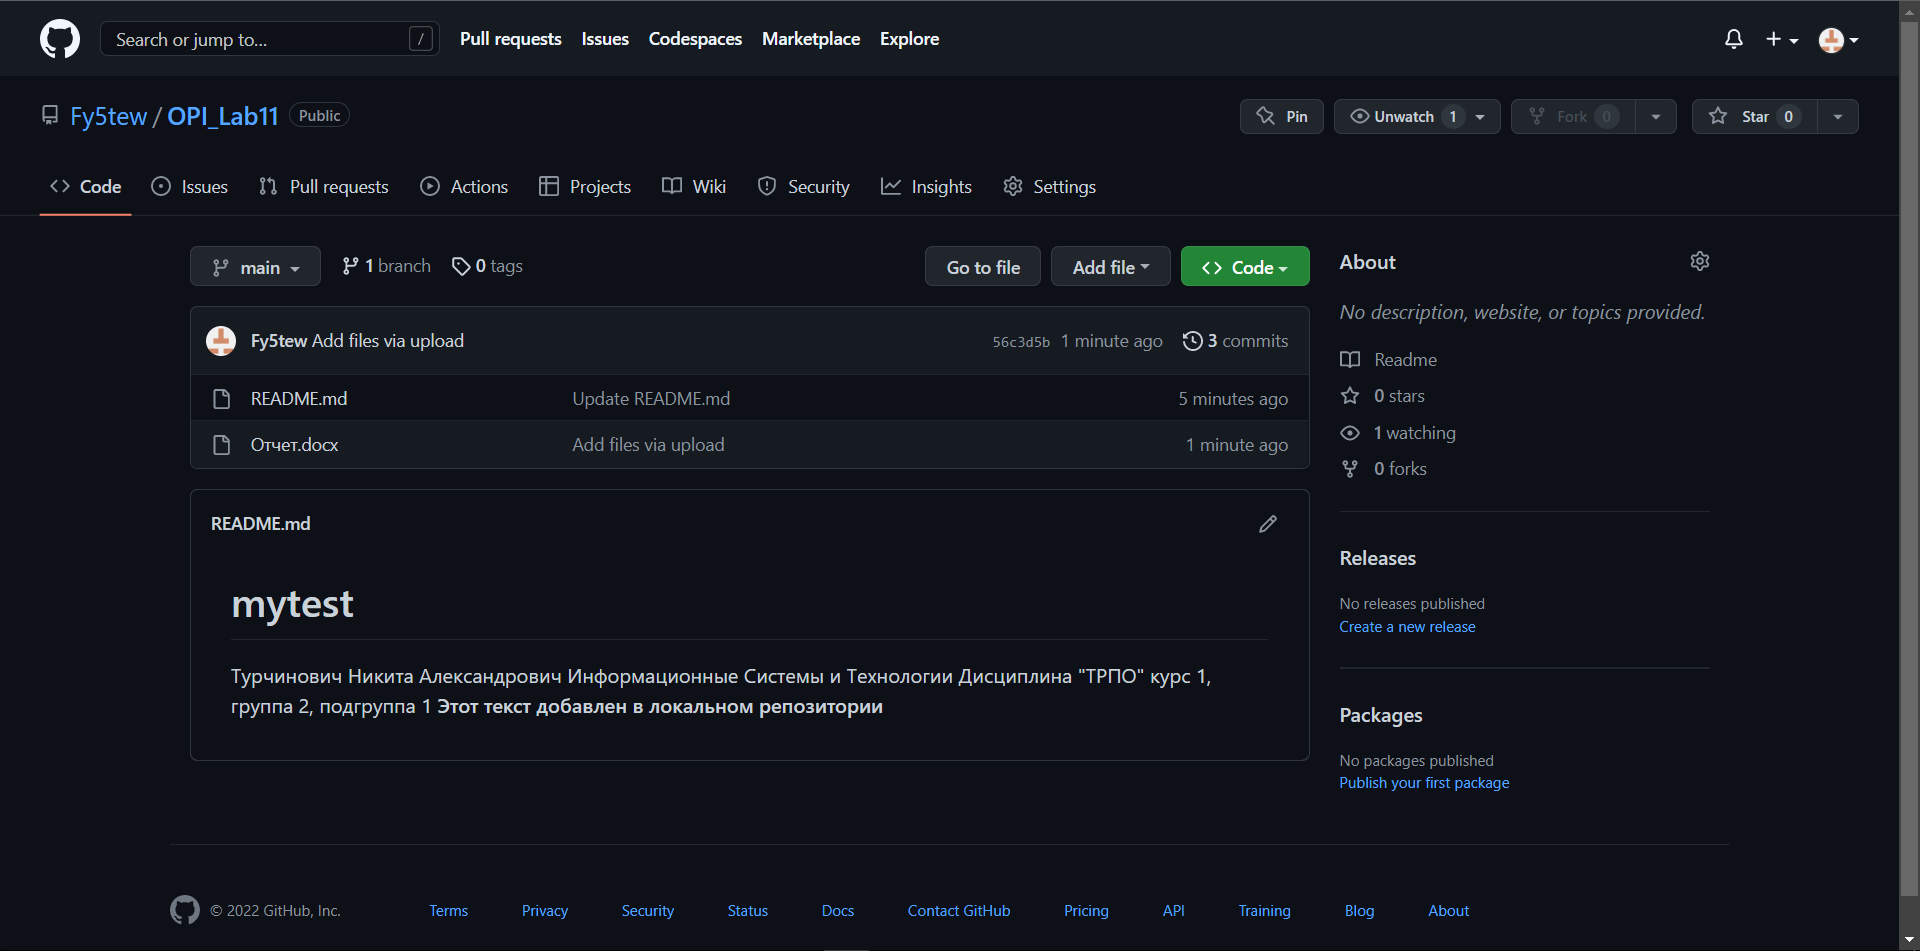 Search or jump to... / Pull requests Issues Codespaces Marketplace Explore
Fy5tew / OPI_Lab11 Public Pin Unwatch 1 Fork 0 Star 0
Code Issues Pull requests Actions Projects Wiki Security Insights Settings
main 1 branch 0 tags Go to file Add file Code
Fy5tew Add files via upload 56c3d5b 1 minute ago 3 commits
README.md Update README.md 5 minutes ago
Отчет.docx Add files via upload 1 minute ago
README.md
mytest
Турчинович Никита Александрович Информационные Системы и Технологии Дисциплина "ТРПО" курс 1,
группа 2, подгруппа 1 Этот текст добавлен в локальном репозитории
About
No description, website, or topics provided.
Readme
0 stars
1 watching
0 forks
Releases
No releases published
Create a new release
Packages
No packages published
Publish your first package
© 2022 GitHub, Inc. Terms Privacy Security Status Docs Contact GitHub Pricing API Training Blog About